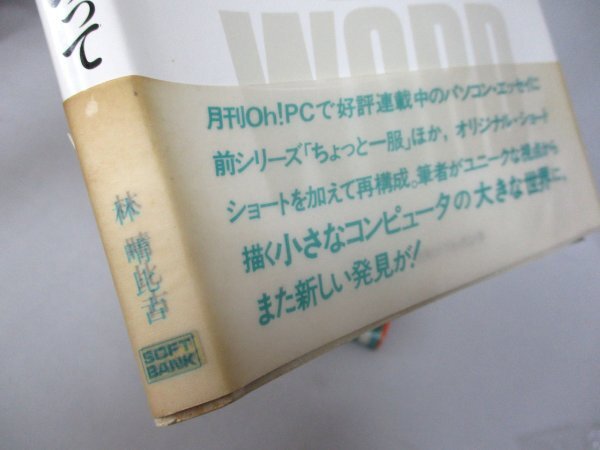 って
WORD
月刊Oh!PCで好評連載中のパソコン・エッセイに
前シリーズ「ちょっと一服」ほか、オリジナル・ショート
ショートを加えて再構成。筆者がユニークな視点から
描く小さなコンピュータの大きな世界に、
また新しい発見が!
林 晴比古
SOFT
BANK